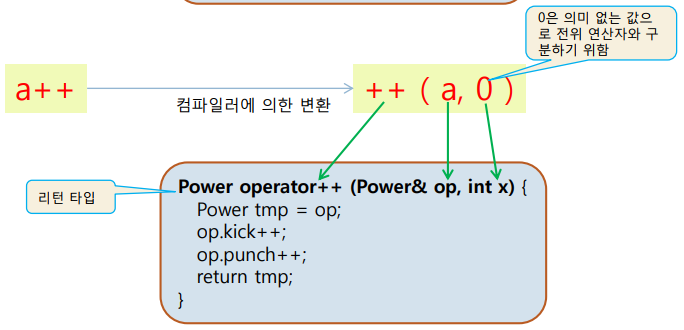 0은 의미 없는 값으
로 전위 연산자와 구
분하기 위함
a++
++ ( a, 0 )
컴파일러에 의한 변환
리턴 타입
Power operator++ (Power& op, int x) {
Power tmp = op;
op.kick++;
op.punch++;
return tmp;
}